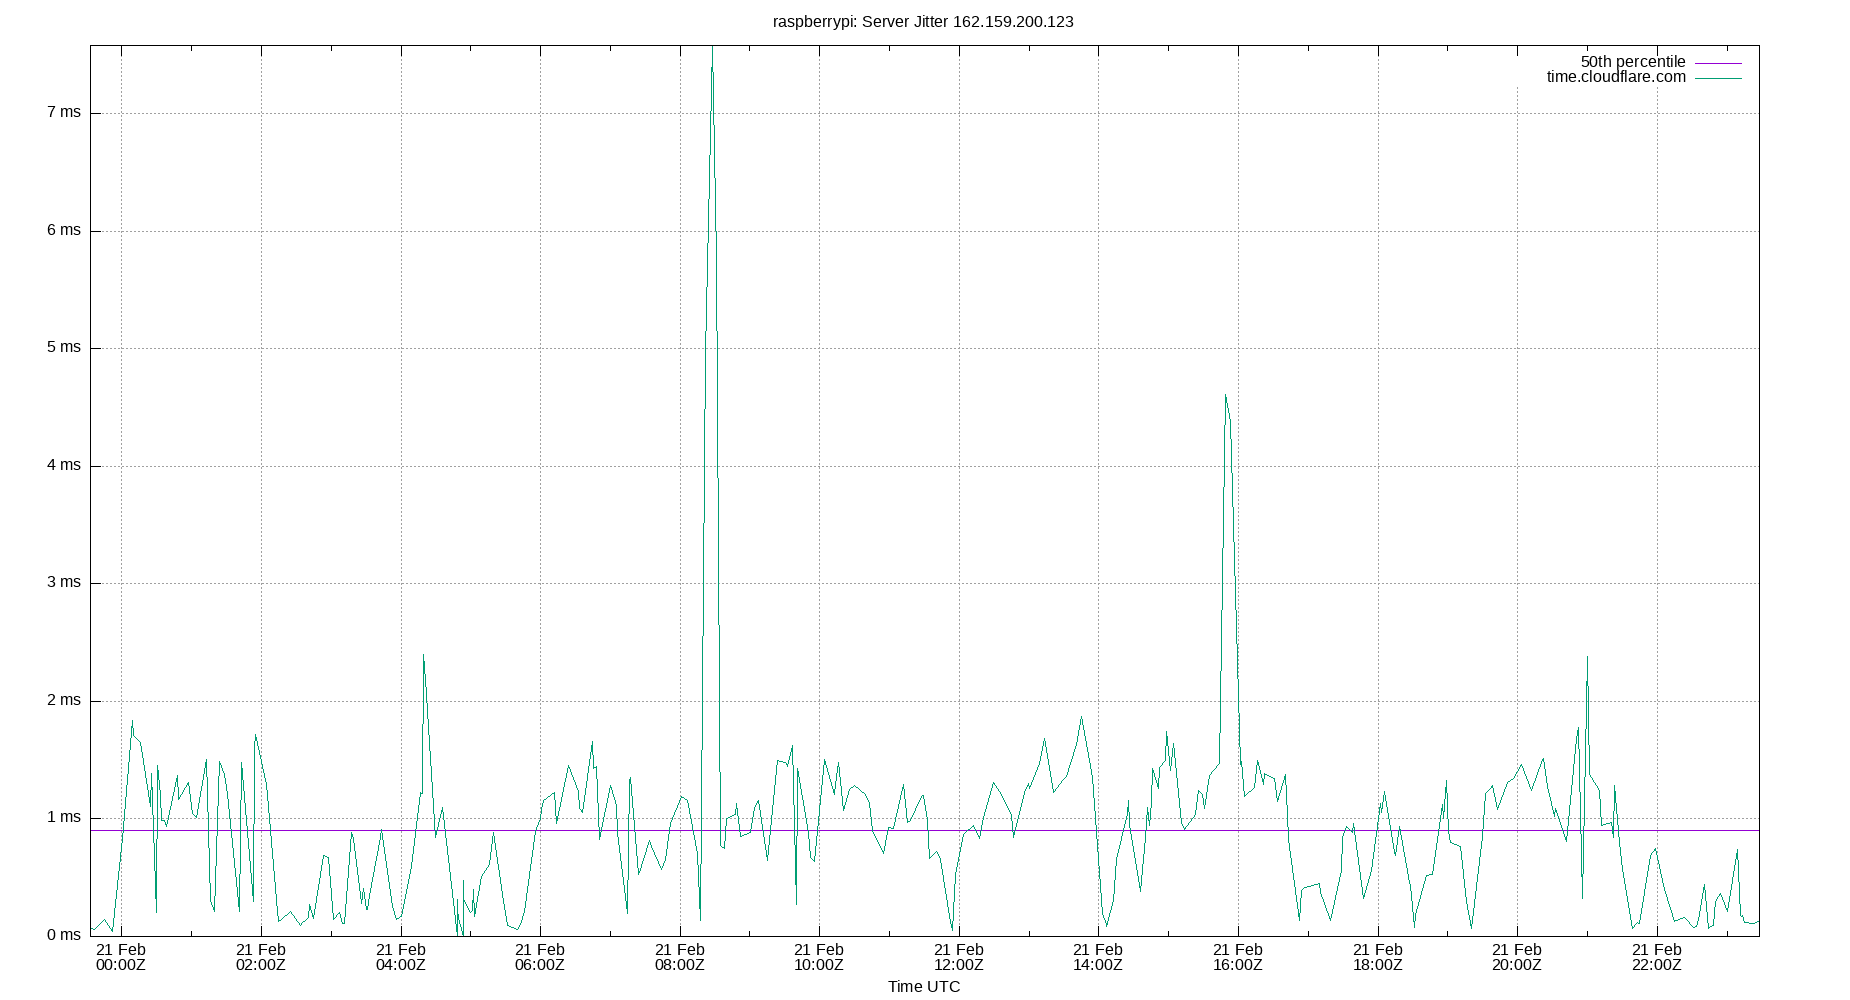 raspberrypi: Server Jitter 162.159.200.123
50th percentile
time.cloudflare.com
7 ms
6 ms
5 ms
4 ms
3 ms
2 ms
1 ms
0 ms
21 Feb 21 Feb 21 Feb 21 Feb 21 Feb 21 Feb 21 Feb 21 Feb 21 Feb 21 Feb 21 Feb 21 Feb
00:00Z 02:00Z 04:00Z 06:00Z 08:00Z 10:00Z 12:00Z 14:00Z 16:00Z 18:00Z 20:00Z 22:00Z
Time UTC